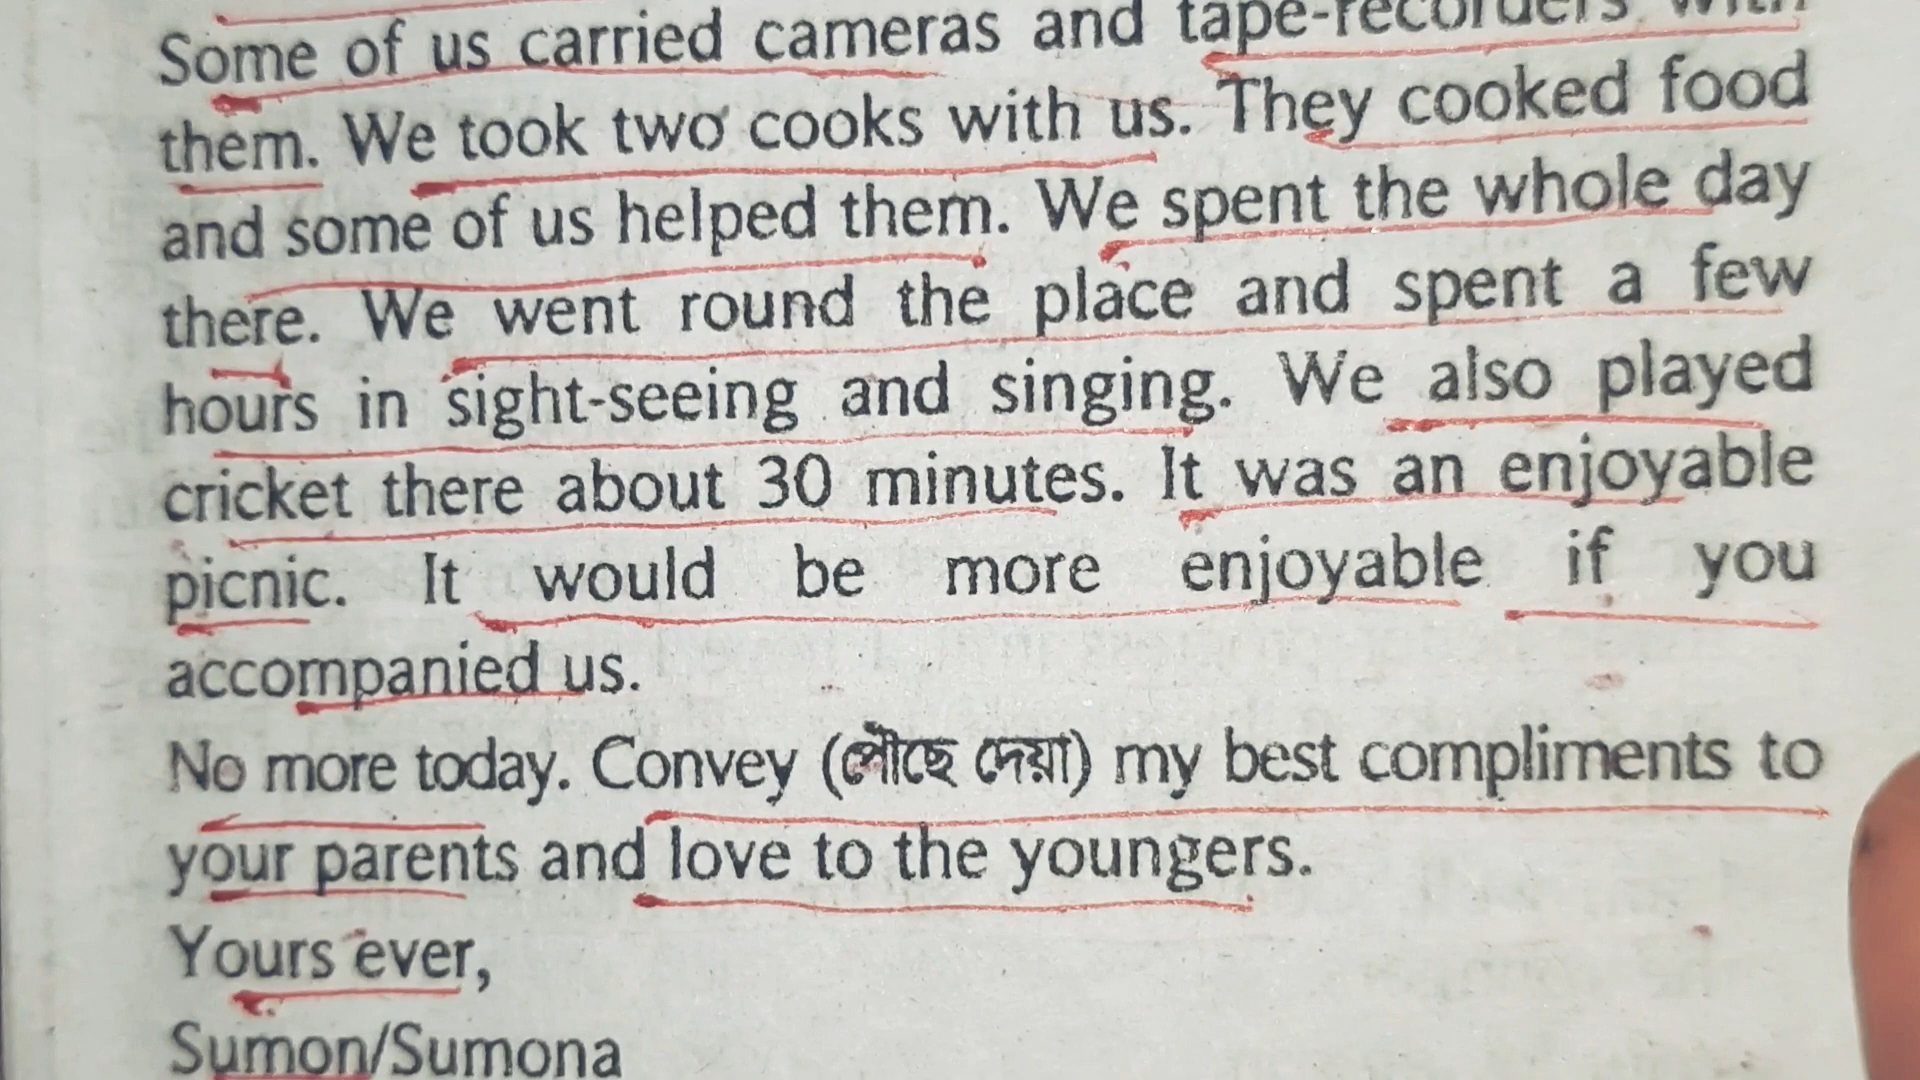 Some of us carried cameras and tape-recorders with
them. We took two cooks with us. They cooked food
and some of us helped them. We spent the whole day
there. We went round the place and spent a few
hours in sight-seeing and singing. We also played
cricket there about 30 minutes. It was an enjoyable
picnic. It would be more enjoyable if you
accompanied us.
No more today. Convey (পৌঁছে দেয়া) my best compliments to
your parents and love to the youngers.
Yours ever,
Sumon/Sumona